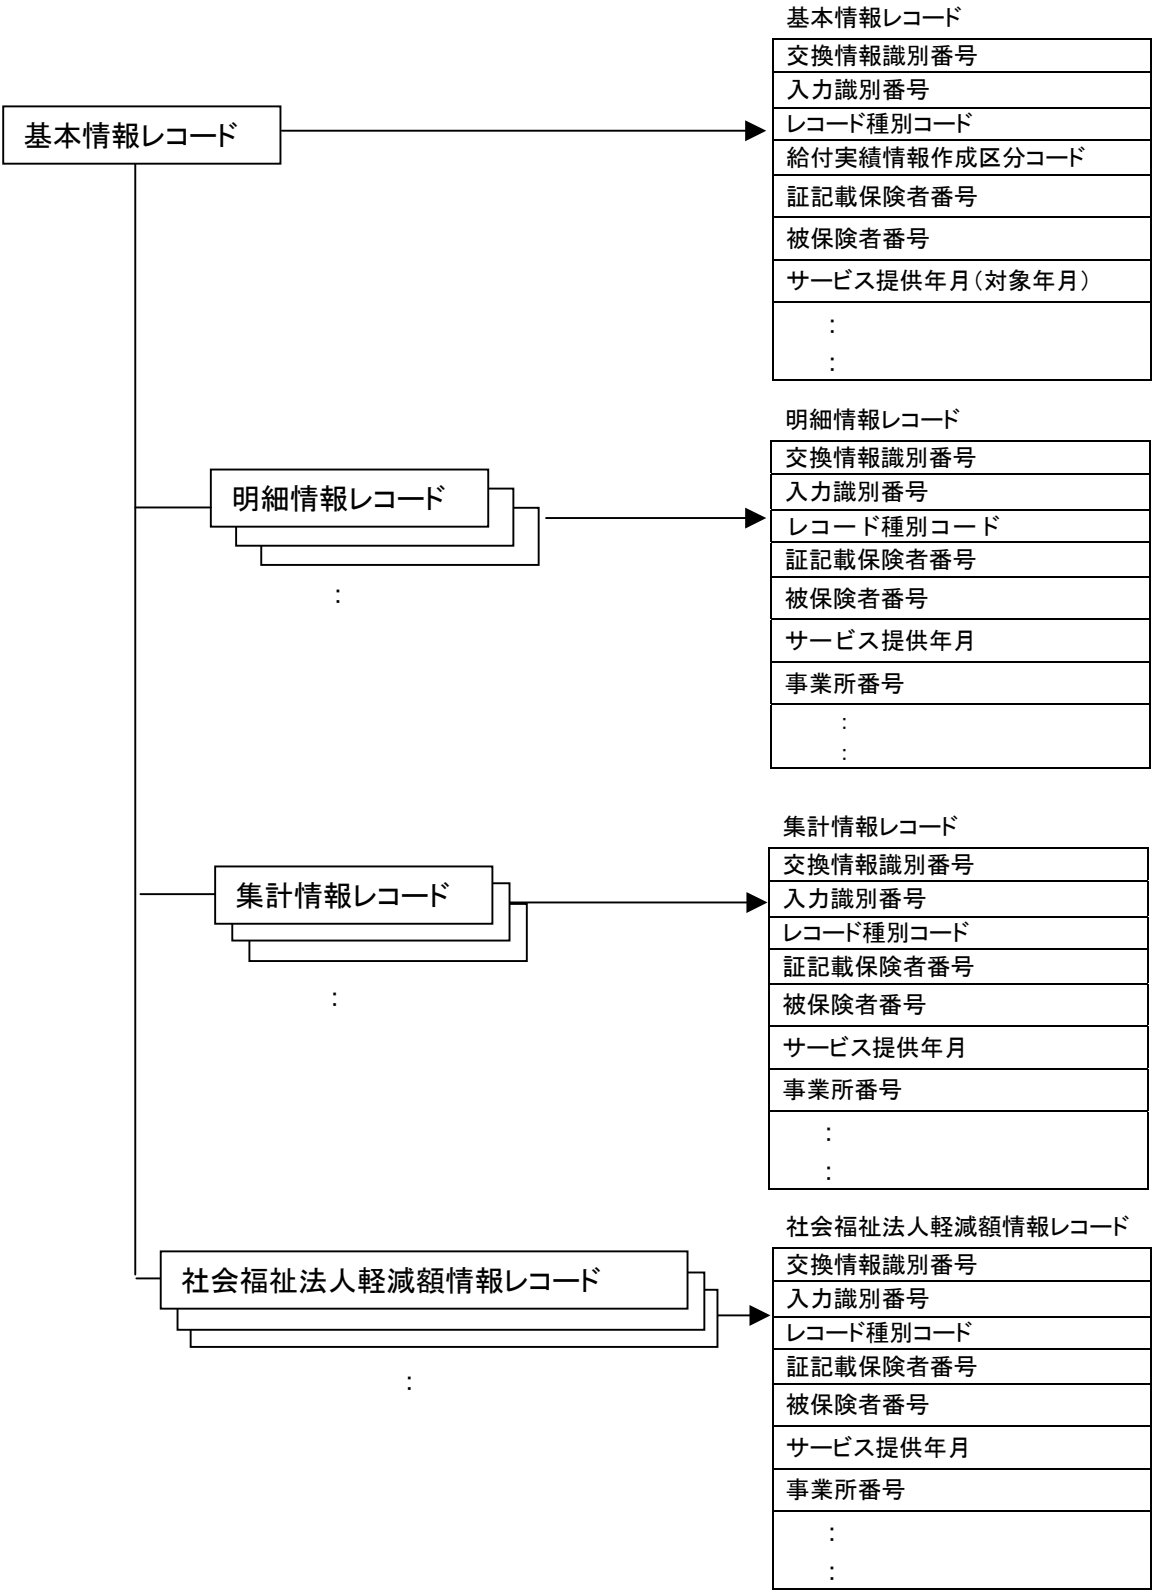 基本情報レコード
基本情報レコード
交換情報識別番号
入力識別番号
レコード種別コード
給付実績情報作成区分コード
証記載保険者番号
被保険者番号
サービス提供年月(対象年月)
:
:
明細情報レコード
:
明細情報レコード
交換情報識別番号
入力識別番号
レコード種別コード
証記載保険者番号
被保険者番号
サービス提供年月
事業所番号
:
:
集計情報レコード
:
集計情報レコード
交換情報識別番号
入力識別番号
レコード種別コード
証記載保険者番号
被保険者番号
サービス提供年月
事業所番号
:
:
社会福祉法人軽減額情報レコード
:
社会福祉法人軽減額情報レコード
交換情報識別番号
入力識別番号
レコード種別コード
証記載保険者番号
被保険者番号
サービス提供年月
事業所番号
:
: